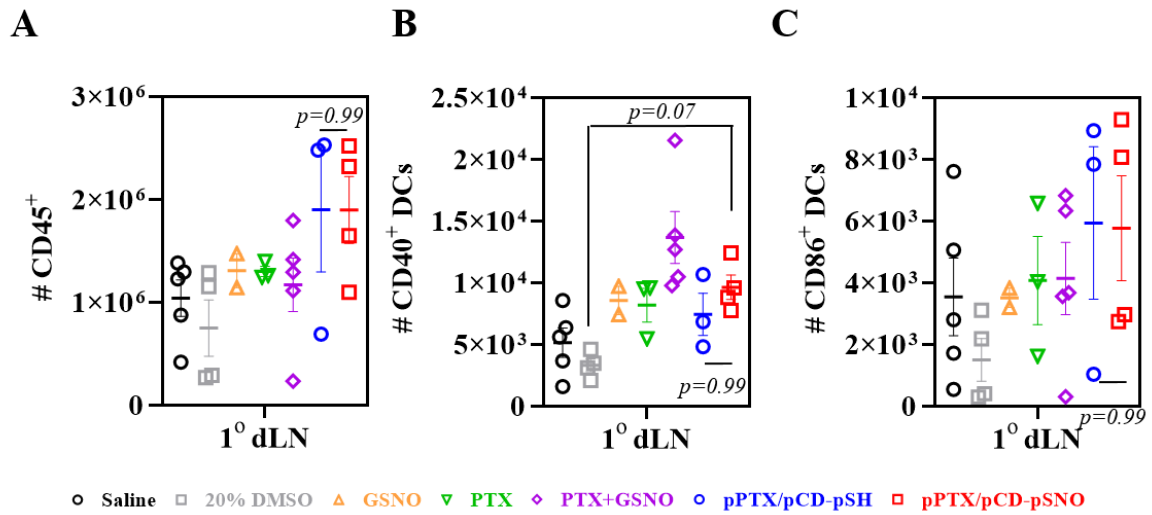 A
B
C
# CD45⁺
3×10⁶
2×10⁶
1×10⁶
0
p=0.99
1° dLN
# CD40⁺ DCs
2.5×10⁴
2×10⁴
1.5×10⁴
1×10⁴
5×10³
0
p=0.07
p=0.99
1° dLN
# CD86⁺ DCs
1×10⁴
8×10³
6×10³
4×10³
2×10³
0
p=0.99
1° dLN
Saline 20% DMSO GSNO PTX PTX+GSNO pPTX/pCD-pSH pPTX/pCD-pSNO